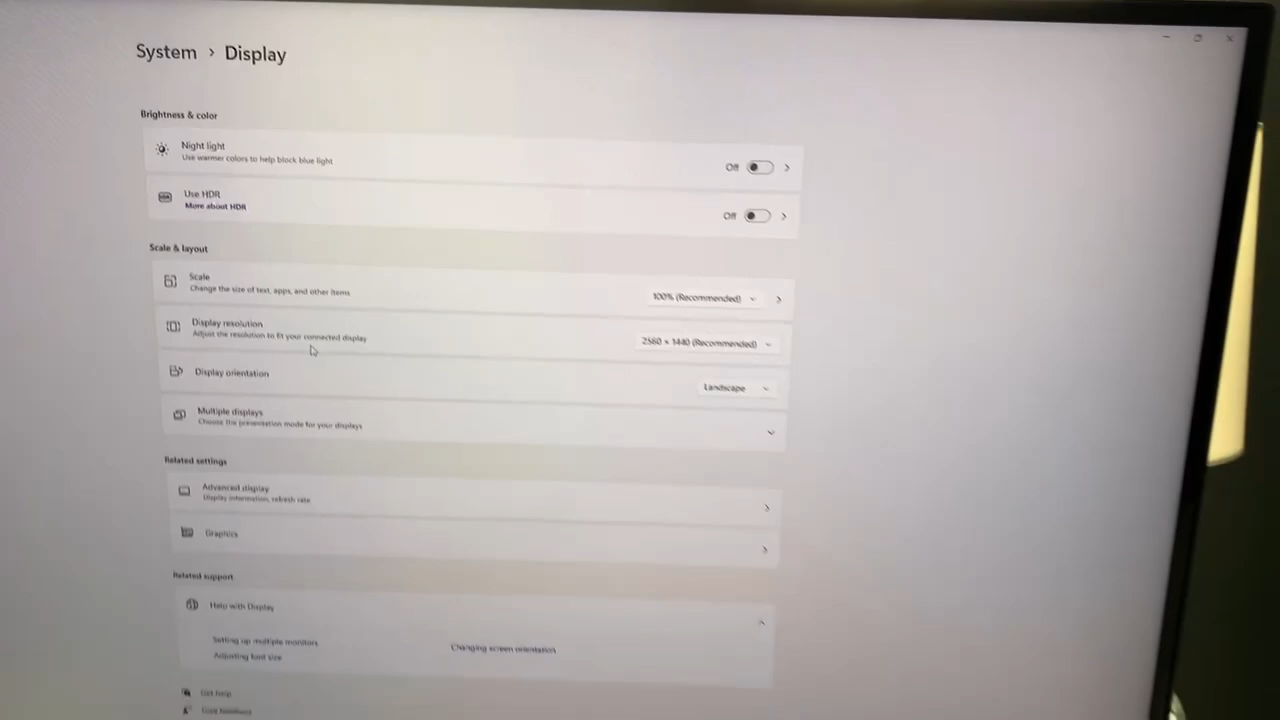 System > Display
Brightness & color
Night light
Use warmer colors to help block blue light
Off
Use HDR
More about HDR
Off
Scale & layout
Scale
Change the size of text, apps, and other items
100% (Recommended)
Display resolution
Adjust the resolution to fit your connected display
2560 × 1440 (Recommended)
Display orientation
Landscape
Multiple displays
Choose the presentation mode for your displays
Related settings
Advanced display
Display information, refresh rate
Graphics
Related support
Help with Display
Setting up multiple monitors
Changing screen orientation
Adjusting font size
Get help
Give feedback